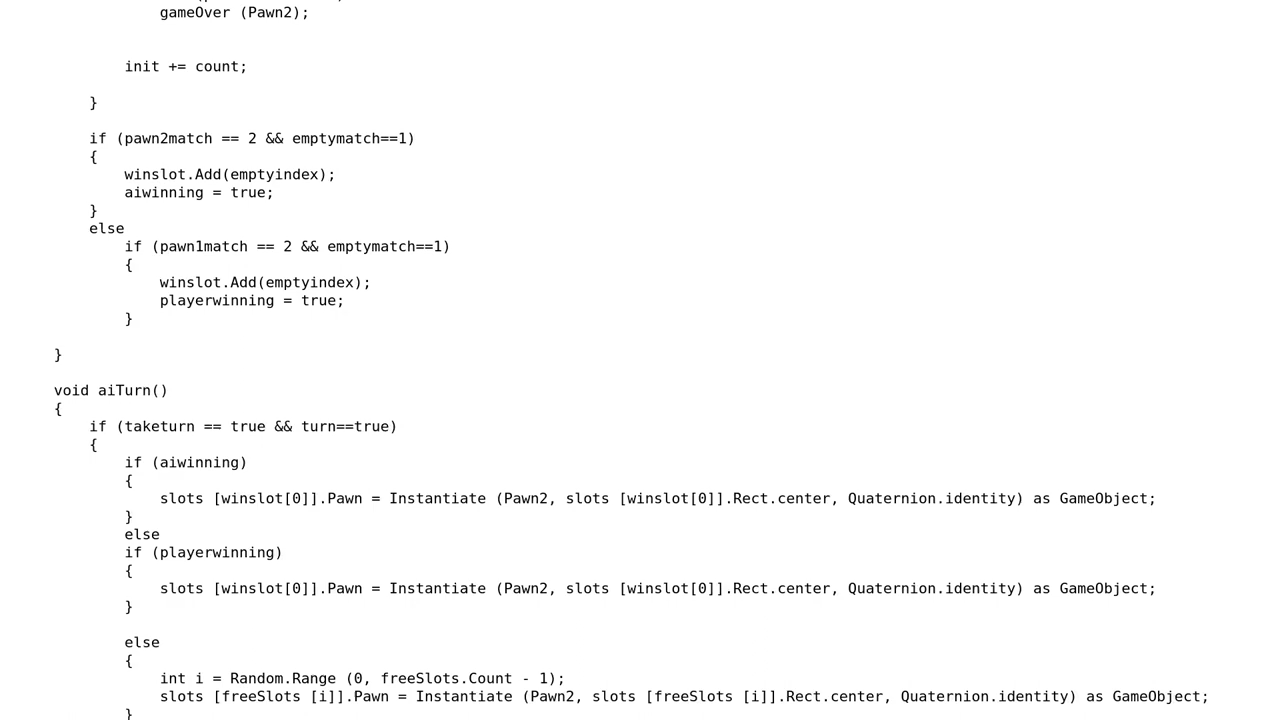 gameOver (Pawn2);
init += count;
}
if (pawn2match == 2 && emptymatch==1)
{
winslot.Add(emptyindex);
aiwinning = true;
}
else
if (pawn1match == 2 && emptymatch==1)
{
winslot.Add(emptyindex);
playerwinning = true;
}
}
void aiTurn()
{
if (taketurn == true && turn==true)
{
if (aiwinning)
{
slots [winslot[0]].Pawn = Instantiate (Pawn2, slots [winslot[0]].Rect.center, Quaternion.identity) as GameObject;
}
else
if (playerwinning)
{
slots [winslot[0]].Pawn = Instantiate (Pawn2, slots [winslot[0]].Rect.center, Quaternion.identity) as GameObject;
}
else
{
int i = Random.Range (0, freeSlots.Count - 1);
slots [freeSlots [i]].Pawn = Instantiate (Pawn2, slots [freeSlots [i]].Rect.center, Quaternion.identity) as GameObject;
}